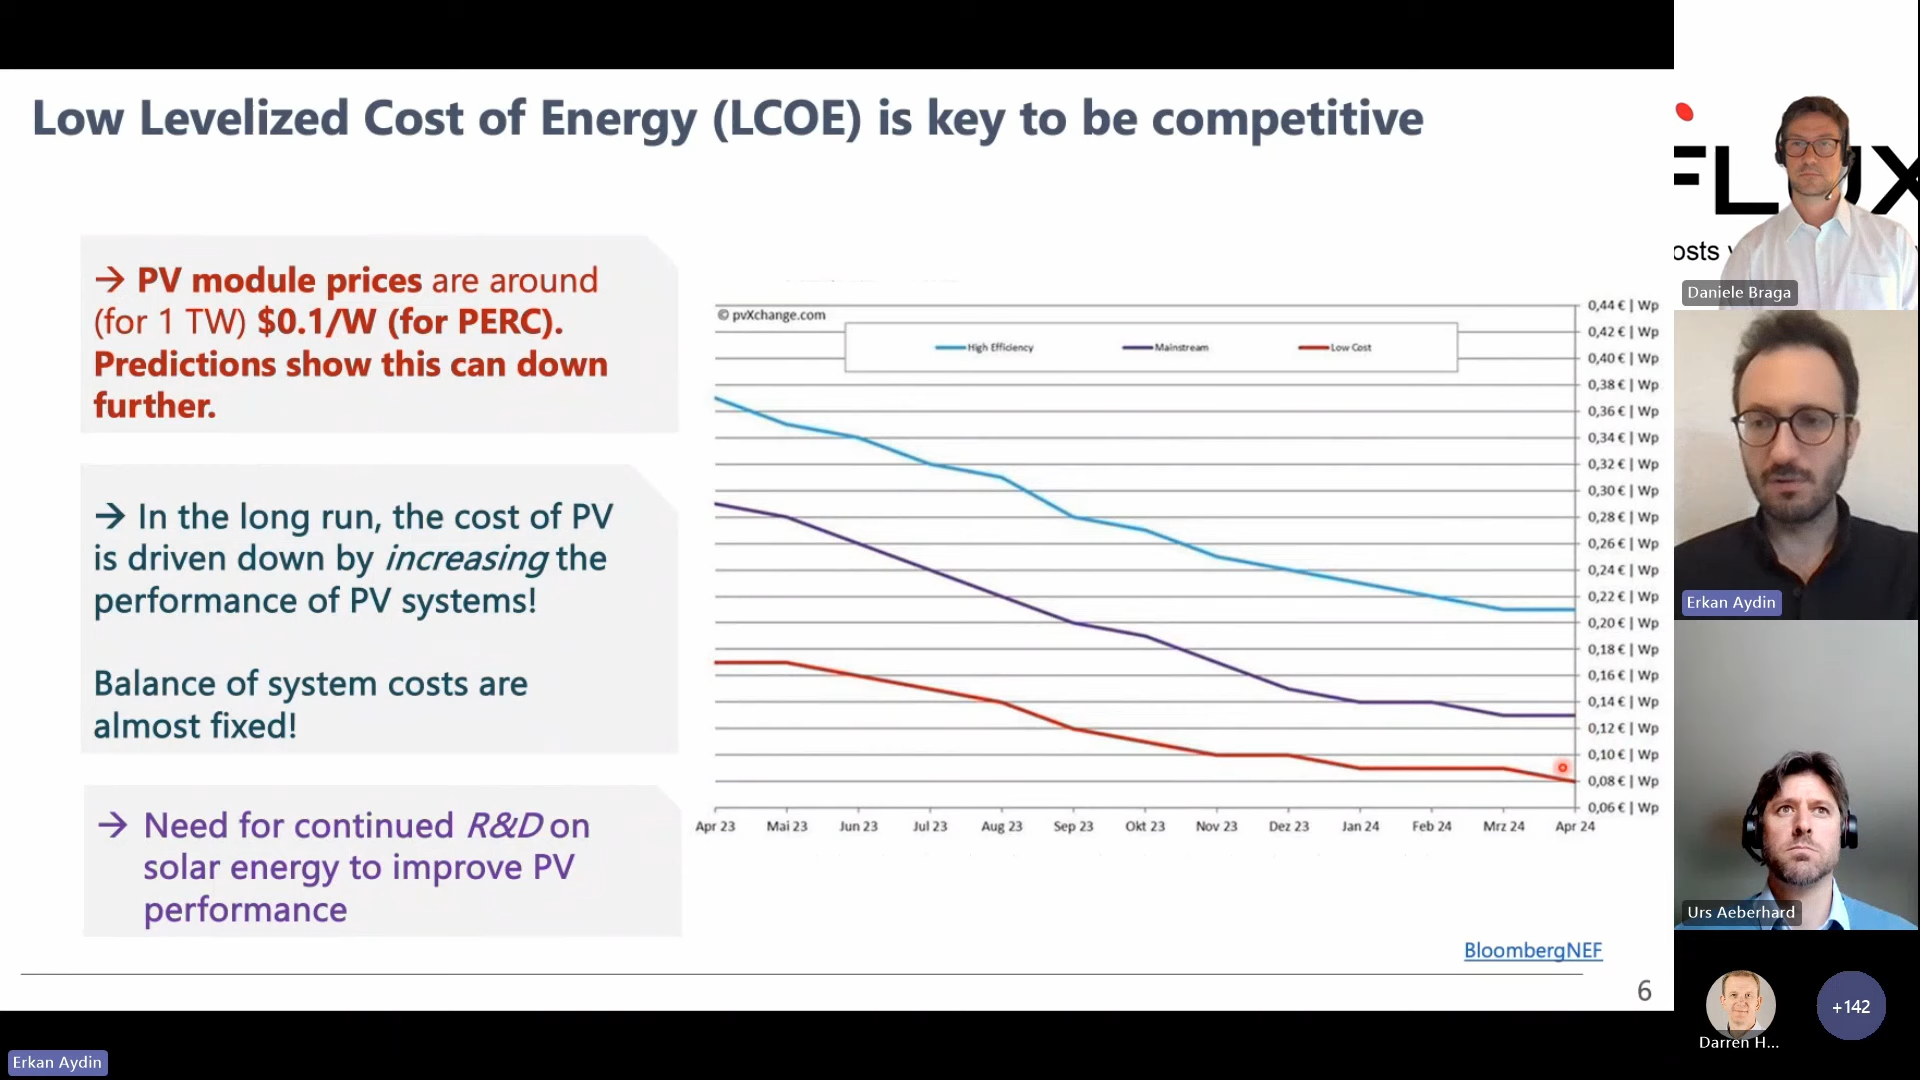 Low Levelized Cost of Energy (LCOE) is key to be competitive
→ PV module prices are around
(for 1 TW) $0.1/W (for PERC).
Predictions show this can down
further.
→ In the long run, the cost of PV
is driven down by increasing the
performance of PV systems!
Balance of system costs are
almost fixed!
→ Need for continued R&D on
solar energy to improve PV
performance
© pvXchange.com
High Efficiency
Mainstream
Low Cost
0,44 € | Wp
0,42 € | Wp
0,40 € | Wp
0,38 € | Wp
0,36 € | Wp
0,34 € | Wp
0,32 € | Wp
0,30 € | Wp
0,28 € | Wp
0,26 € | Wp
0,24 € | Wp
0,22 € | Wp
0,20 € | Wp
0,18 € | Wp
0,16 € | Wp
0,14 € | Wp
0,12 € | Wp
0,10 € | Wp
0,08 € | Wp
0,06 € | Wp
Apr 23
Mai 23
Jun 23
Jul 23
Aug 23
Sep 23
Okt 23
Nov 23
Dez 23
Jan 24
Feb 24
Mrz 24
Apr 24
BloombergNEF
6
Erkan Aydin
FLUX
osts
Daniele Braga
Erkan Aydin
Urs Aeberhard
Darren H...
+142